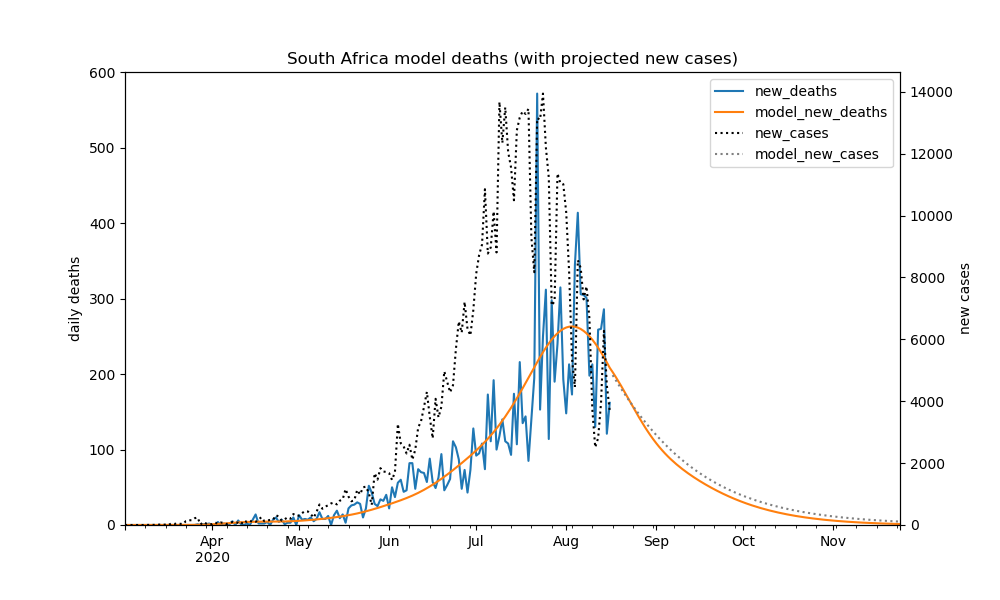 South Africa model deaths (with projected new cases)
600
500
400
300
200
100
0
daily deaths
14000
12000
10000
8000
6000
4000
2000
0
new cases
new_deaths
model_new_deaths
new_cases
model_new_cases
Apr
2020
May
Jun
Jul
Aug
Sep
Oct
Nov